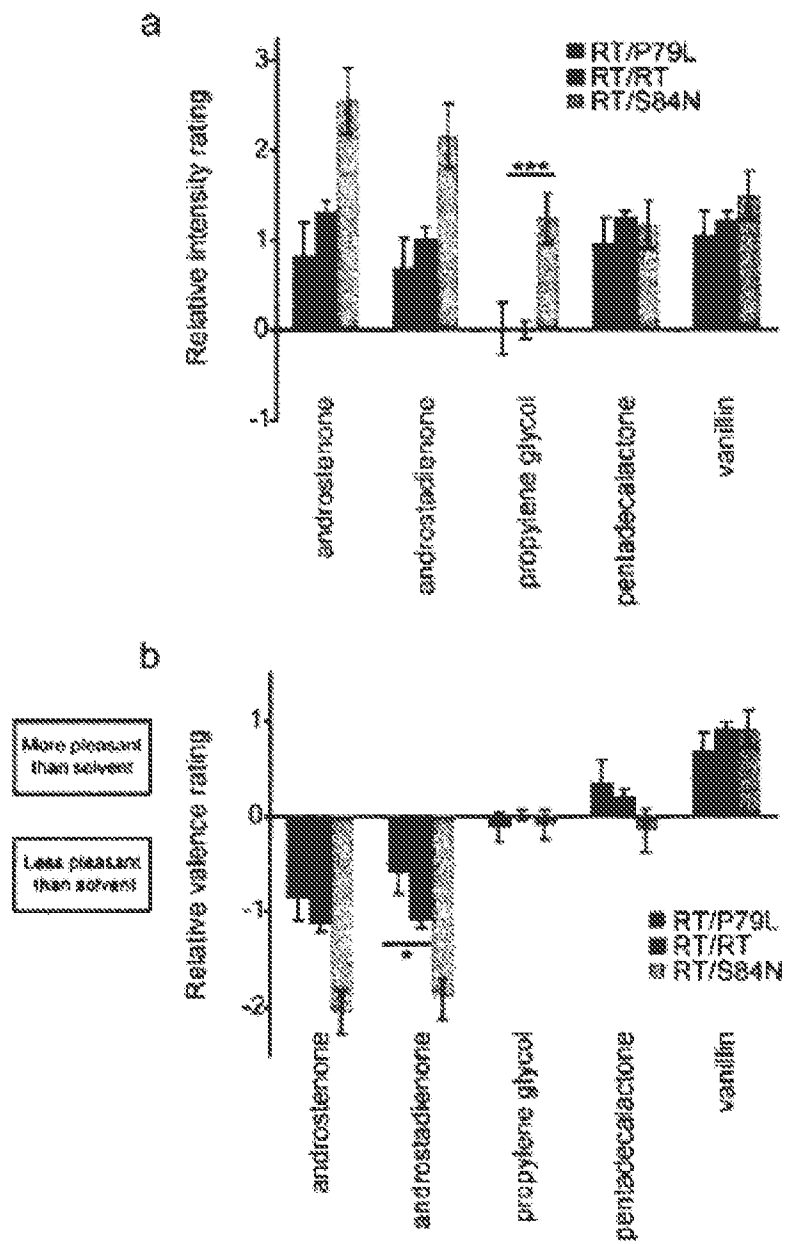 a
RT/P79L
RT/RT
RT/S84N
Relative intensity rating
3
2
1
0
-1
***
androstenone
androstadienone
propylene glycol
pentadecalactone
vanillin
b
More pleasant
than solvent
Less pleasant
than solvent
Relative valence rating
1
0
-1
-2
*
RT/P79L
RT/RT
RT/S84N
androstenone
androstadienone
propylene glycol
pentadecalactone
vanillin